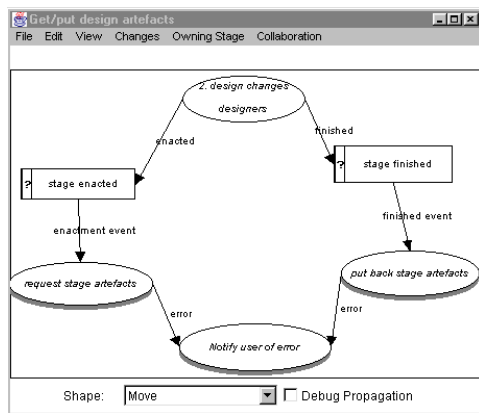 Get/put design artefacts
File Edit View Changes Owning Stage Collaboration
2. design changes
designers
enacted
finished
? stage enacted
? stage finished
enactment event
finished event
request stage artefacts
put back stage artefacts
error
error
Notify user of error
Shape: Move Debug Propagation